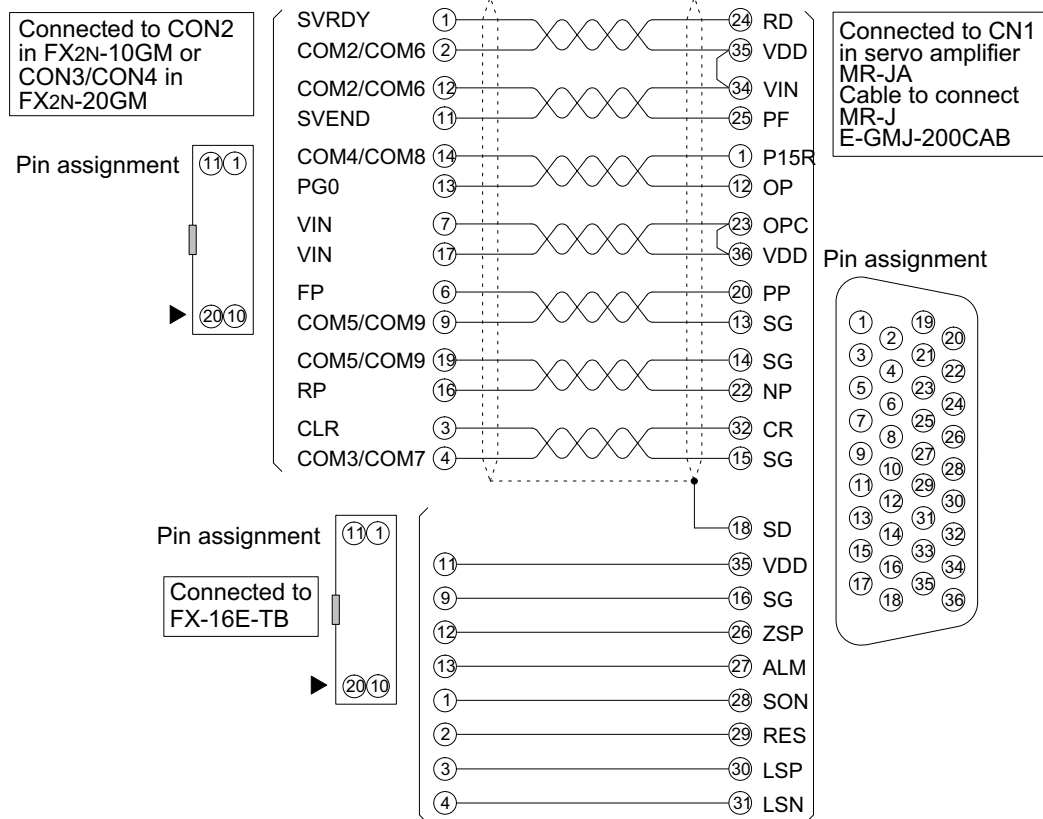 Connected to CON2
in FX2N-10GM or
CON3/CON4 in
FX2N-20GM
Pin assignment
11 1
20 10
SVRDY 1 24 RD
COM2/COM6 2 35 VDD
COM2/COM6 12 34 VIN
SVEND 11 25 PF
COM4/COM8 14 1 P15R
PG0 13 12 OP
VIN 7 23 OPC
VIN 17 36 VDD
FP 6 20 PP
COM5/COM9 9 13 SG
COM5/COM9 19 14 SG
RP 16 22 NP
CLR 3 32 CR
COM3/COM7 4 15 SG
18 SD
Connected to CN1
in servo amplifier
MR-JA
Cable to connect
MR-J
E-GMJ-200CAB
Pin assignment
1 19
2 20
3 21
4 22
5 23
6 24
7 25
8 26
9 27
10 28
11 29
12 30
13 31
14 32
15 33
16 34
17 35
18 36
Pin assignment
11 1
20 10
Connected to
FX-16E-TB
11 35 VDD
9 16 SG
12 26 ZSP
13 27 ALM
1 28 SON
2 29 RES
3 30 LSP
4 31 LSN